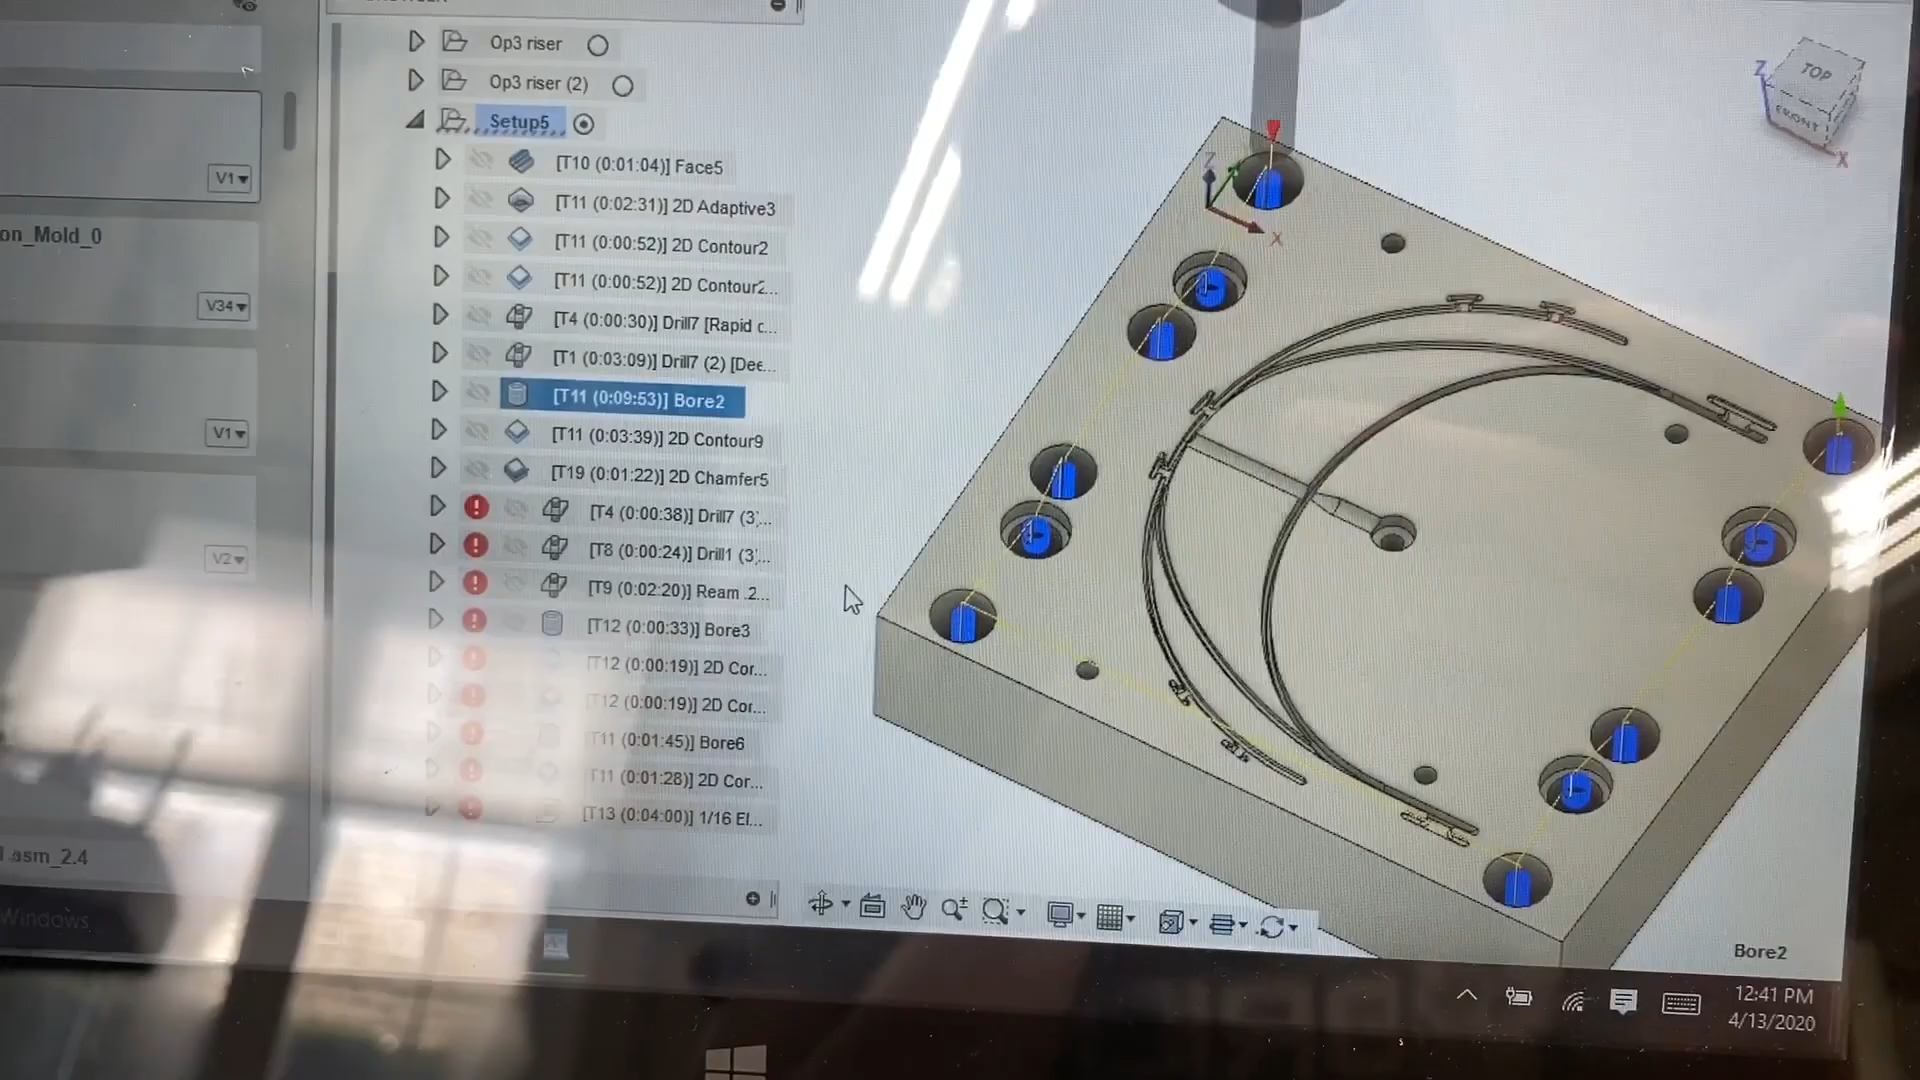 Op3 riser
Op3 riser (2)
Setup5
[T10 (0:01:04)] Face5
[T11 (0:02:31)] 2D Adaptive3
[T11 (0:00:52)] 2D Contour2
[T11 (0:00:52)] 2D Contour2...
[T4 (0:00:30)] Drill7 [Rapid c...
[T1 (0:03:09)] Drill7 (2) [Dee...
[T11 (0:09:53)] Bore2
[T11 (0:03:39)] 2D Contour9
[T19 (0:01:22)] 2D Chamfer5
[T4 (0:00:38)] Drill7 (3)...
[T8 (0:00:24)] Drill1 (3)...
[T9 (0:02:20)] Ream .2...
[T12 (0:00:33)] Bore3
[T12 (0:00:19)] 2D Cor...
[T12 (0:00:19)] 2D Cor...
[T11 (0:01:45)] Bore6
[T11 (0:01:28)] 2D Cor...
[T13 (0:04:00)] 1/16 El...
V1
on_Mold_0
V34
V1
V2
asm_2.4
Windows
Z
TOP
FRONT
X
Z
X
Bore2
12:41 PM
4/13/2020